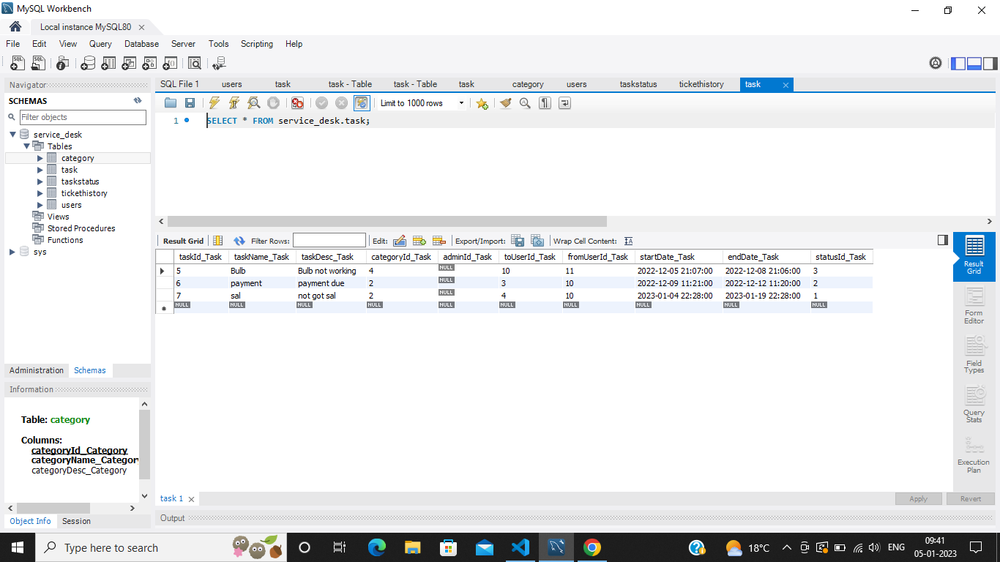 MySQL Workbench
Local instance MySQL80
File Edit View Query Database Server Tools Scripting Help
Navigator
SCHEMAS
Filter objects
service_desk
Tables
category
task
taskstatus
tickethistory
users
Views
Stored Procedures
Functions
sys
Administration Schemas
Information
Table: category
Columns:
categoryId_Category
categoryName_Category
categoryDesc_Category
Object Info Session
SQL File 1 users task task - Table task - Table task category users taskstatus tickethistory task
Limit to 1000 rows
1 SELECT * FROM service_desk.task;
Result Grid Filter Rows: Edit: Export/Import: Wrap Cell Content: IA
taskId_Task taskName_Task taskDesc_Task categoryId_Task adminId_Task toUserId_Task fromUserId_Task startDate_Task endDate_Task statusId_Task
5 Bulb Bulb not working 4 NULL 10 11 2022-12-05 21:07:00 2022-12-08 21:06:00 3
6 payment payment due 2 NULL 3 10 2022-12-09 11:21:00 2022-12-12 11:20:00 2
7 sal not got sal 2 NULL 4 10 2023-01-04 22:28:00 2023-01-19 22:28:00 1
NULL NULL NULL NULL NULL NULL NULL NULL NULL NULL
Result
Grid
Form
Editor
Field
Types
Query
Stats
Execution
Plan
task 1
Apply Revert
Output
Type here to search
18°C
ENG
09:41
05-01-2023